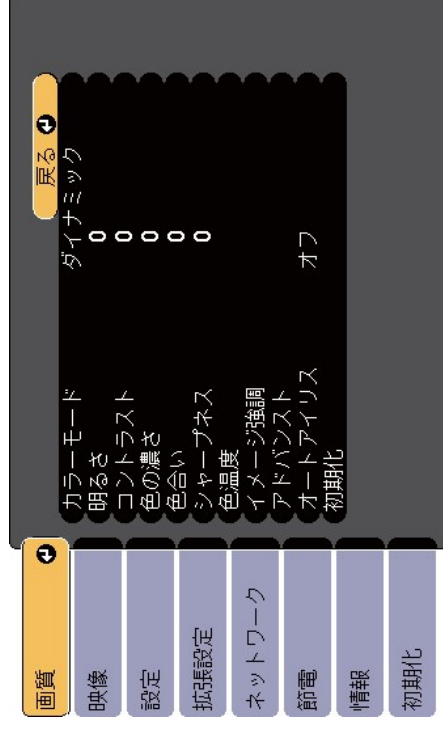 画質
映像
設定
拡張設定
ネットワーク
節電
情報
初期化
戻る
カラーモード ダイナミック
明るさ 0
コントラスト 0
色の濃さ 0
色合い 0
シャープネス 0
色温度
イメージ強調
アドバンスト
オートアイリス オフ
初期化